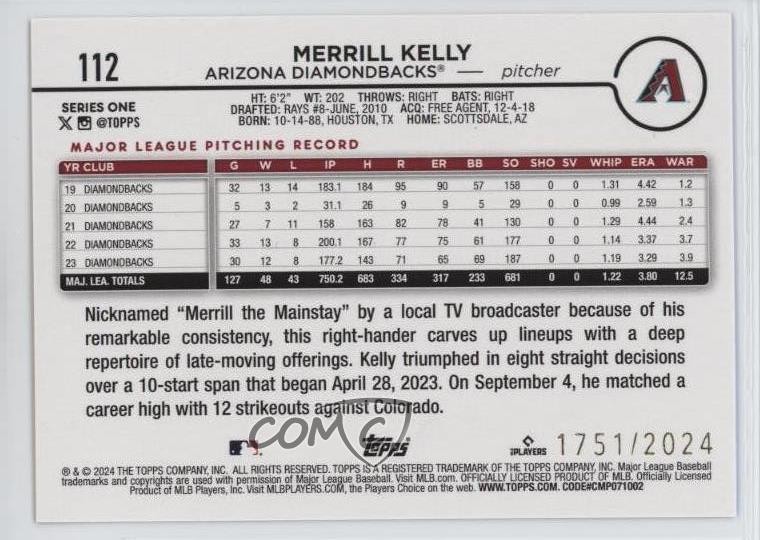 112
MERRILL KELLY
ARIZONA DIAMONDBACKS® — pitcher
A
SERIES ONE
X @TOPPS
HT: 6'2" WT: 202 THROWS: RIGHT BATS: RIGHT
DRAFTED: RAYS #8-JUNE, 2010 ACQ: FREE AGENT, 12-4-18
BORN: 10-14-88, HOUSTON, TX HOME: SCOTTSDALE, AZ
MAJOR LEAGUE PITCHING RECORD
YR CLUB G W L IP H R ER BB SO SHO SV WHIP ERA WAR
19 DIAMONDBACKS 32 13 14 183.1 184 95 90 57 158 0 0 1.31 4.42 1.2
20 DIAMONDBACKS 5 3 2 31.1 26 9 9 5 29 0 0 0.99 2.59 1.3
21 DIAMONDBACKS 27 7 11 158 163 82 78 41 130 0 0 1.29 4.44 2.4
22 DIAMONDBACKS 33 13 8 200.1 167 77 75 61 177 0 0 1.14 3.37 3.7
23 DIAMONDBACKS 30 12 8 177.2 143 71 65 69 187 0 0 1.19 3.29 3.9
MAJ. LEA. TOTALS 127 48 43 750.2 683 334 317 233 681 0 0 1.22 3.80 12.5
Nicknamed “Merrill the Mainstay” by a local TV broadcaster because of his
remarkable consistency, this right-hander carves up lineups with a deep
repertoire of late-moving offerings. Kelly triumphed in eight straight decisions
over a 10-start span that began April 28, 2023. On September 4, he matched a
career high with 12 strikeouts against Colorado.
COMC
Topps
PLAYERS
1751/2024
® & © 2024 THE TOPPS COMPANY, INC. ALL RIGHTS RESERVED. TOPPS IS A REGISTERED TRADEMARK OF THE TOPPS COMPANY, INC. Major League Baseball
trademarks and copyrights are used with permission of Major League Baseball. Visit MLB.com. OFFICIALLY LICENSED PRODUCT OF MLB. Officially Licensed
Product of MLB Players, Inc. Visit MLBPLAYERS.COM, the Players Choice on the web. WWW.TOPPS.COM. CODE#CMP071002